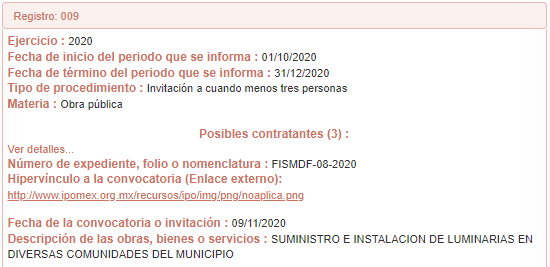 Registro: 009
Ejercicio : 2020
Fecha de inicio del periodo que se informa : 01/10/2020
Fecha de término del periodo que se informa : 31/12/2020
Tipo de procedimiento : Invitación a cuando menos tres personas
Materia : Obra pública
Posibles contratantes (3) :
Ver detalles...
Número de expediente, folio o nomenclatura : FISMDF-08-2020
Hipervínculo a la convocatoria (Enlace externo):
http://www.ipomex.org.mx/recursos/ipo/img/png/noaplica.png
Fecha de la convocatoria o invitación : 09/11/2020
Descripción de las obras, bienes o servicios : SUMINISTRO E INSTALACION DE LUMINARIAS EN
DIVERSAS COMUNIDADES DEL MUNICIPIO